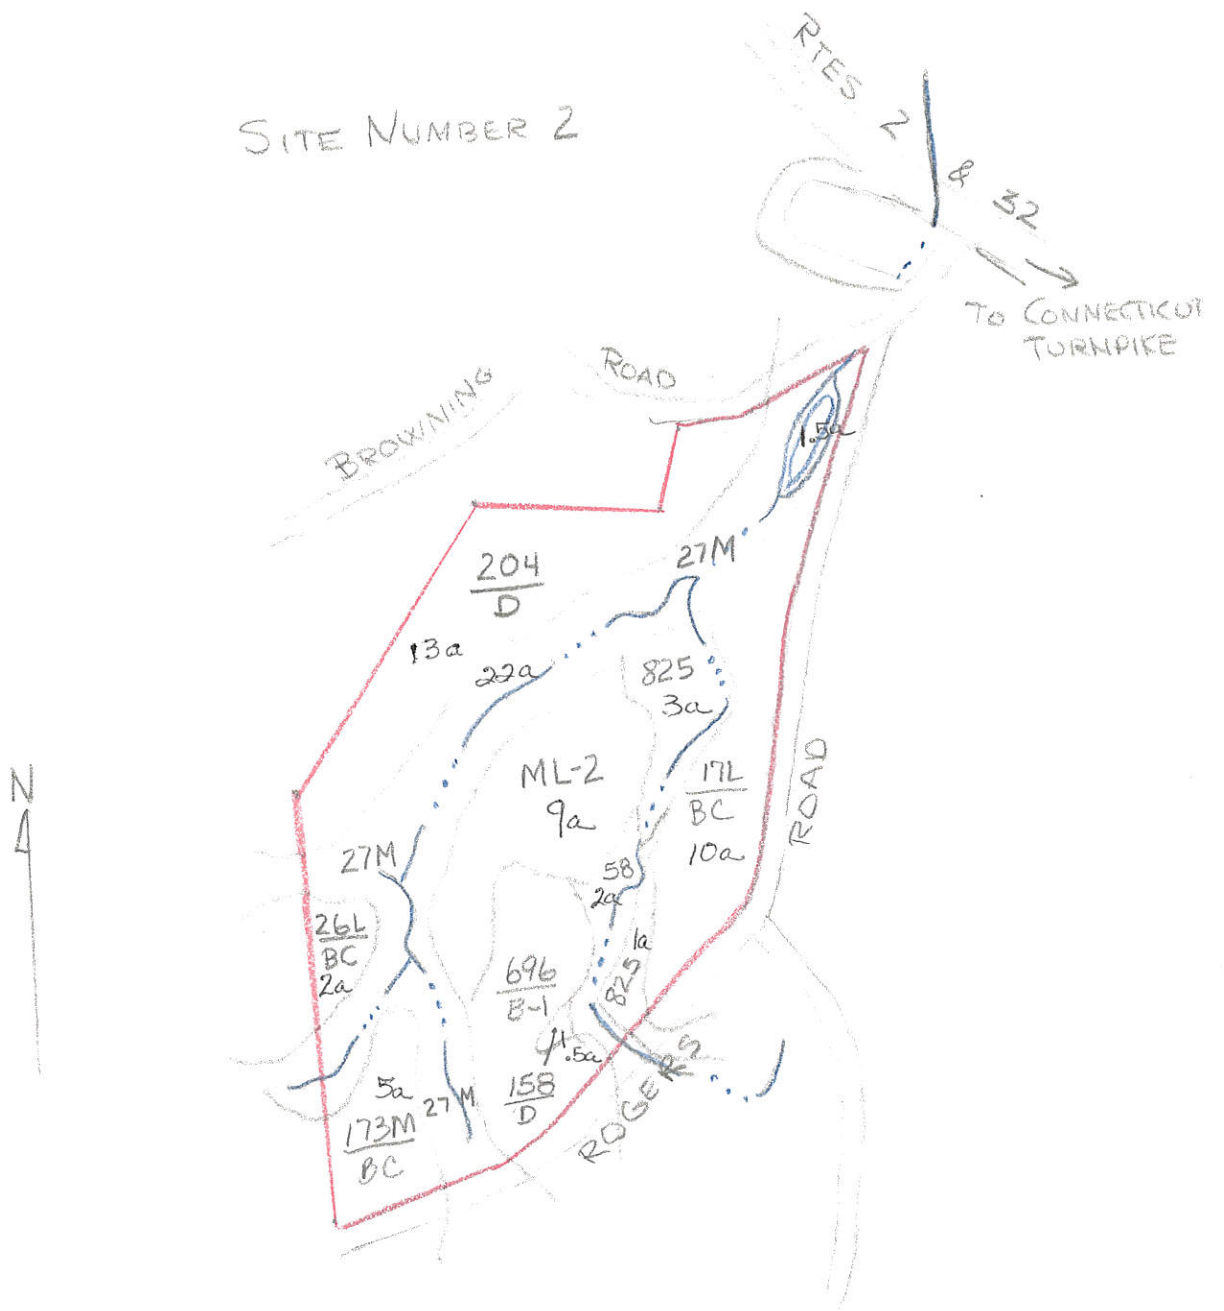 RTES 2 & 32
SITE NUMBER 2
TO CONNECTICUT
TURNPIKE
BROWNING ROAD
1.5a
27M
204
D
13a
22a
825
3a
ML-2
9a
17L
BC
10a
ROAD
N
27M
58
2a
26L
BC
2a
1a
825
696
B-1
1.5a
5a
27M
158
D
173M
BC
ROGERS